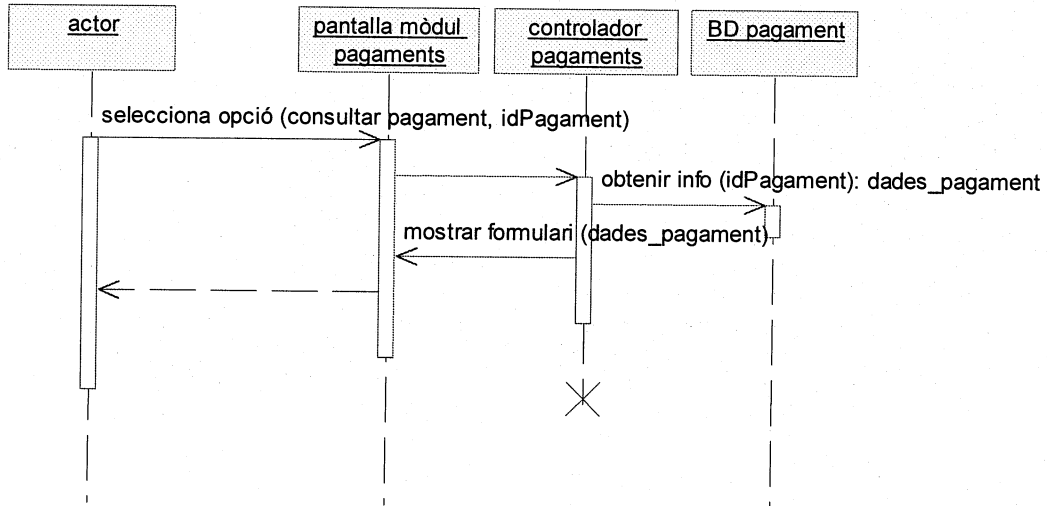 actor
pantalla mòdul
pagaments
controlador
pagaments
BD pagament
selecciona opció (consultar pagament, idPagament)
obtenir info (idPagament): dades_pagament
mostrar formulari (dades_pagament)